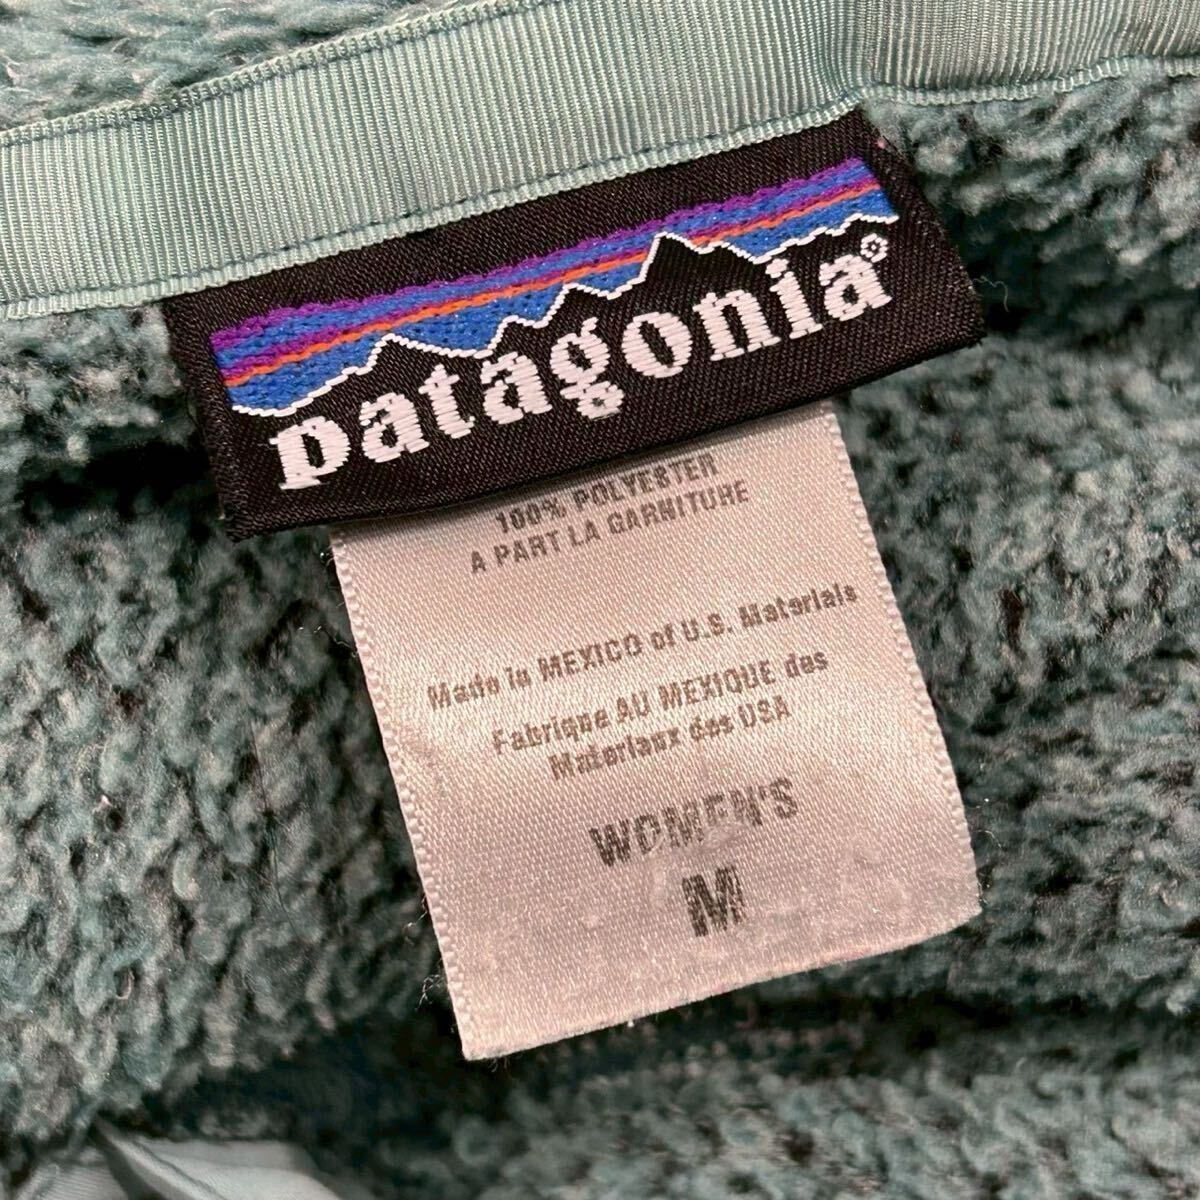 patagonia®
100% POLYESTER
A PART LA GARNITURE
Made in MEXICO of U.S. Materials
Fabrique AU MEXIQUE des
Materiaux des USA
WOMEN'S
M